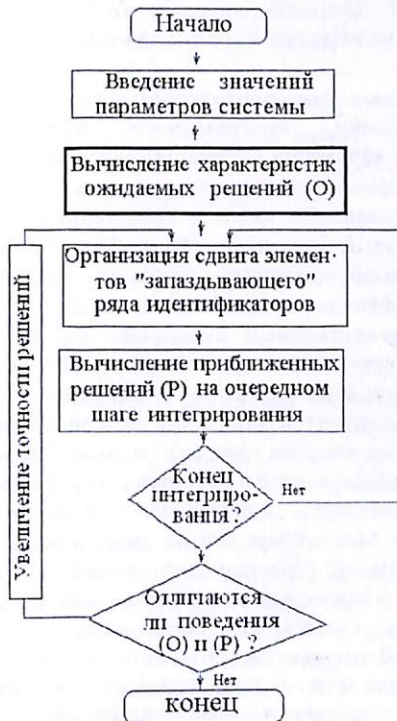 Начало
Введение значений
параметров системы
Вычисление характеристик
ожидаемых решений (О)
Организация сдвига элемен-
тов "запаздывающего"
ряда идентификаторов
Вычисление приближенных
решений (Р) на очередном
шаге интегрирования
Увеличение точности решений
Конец
интегриро-
вания?
Нет
Отличаются
ли поведения
(О) и (Р) ?
Нет
конец